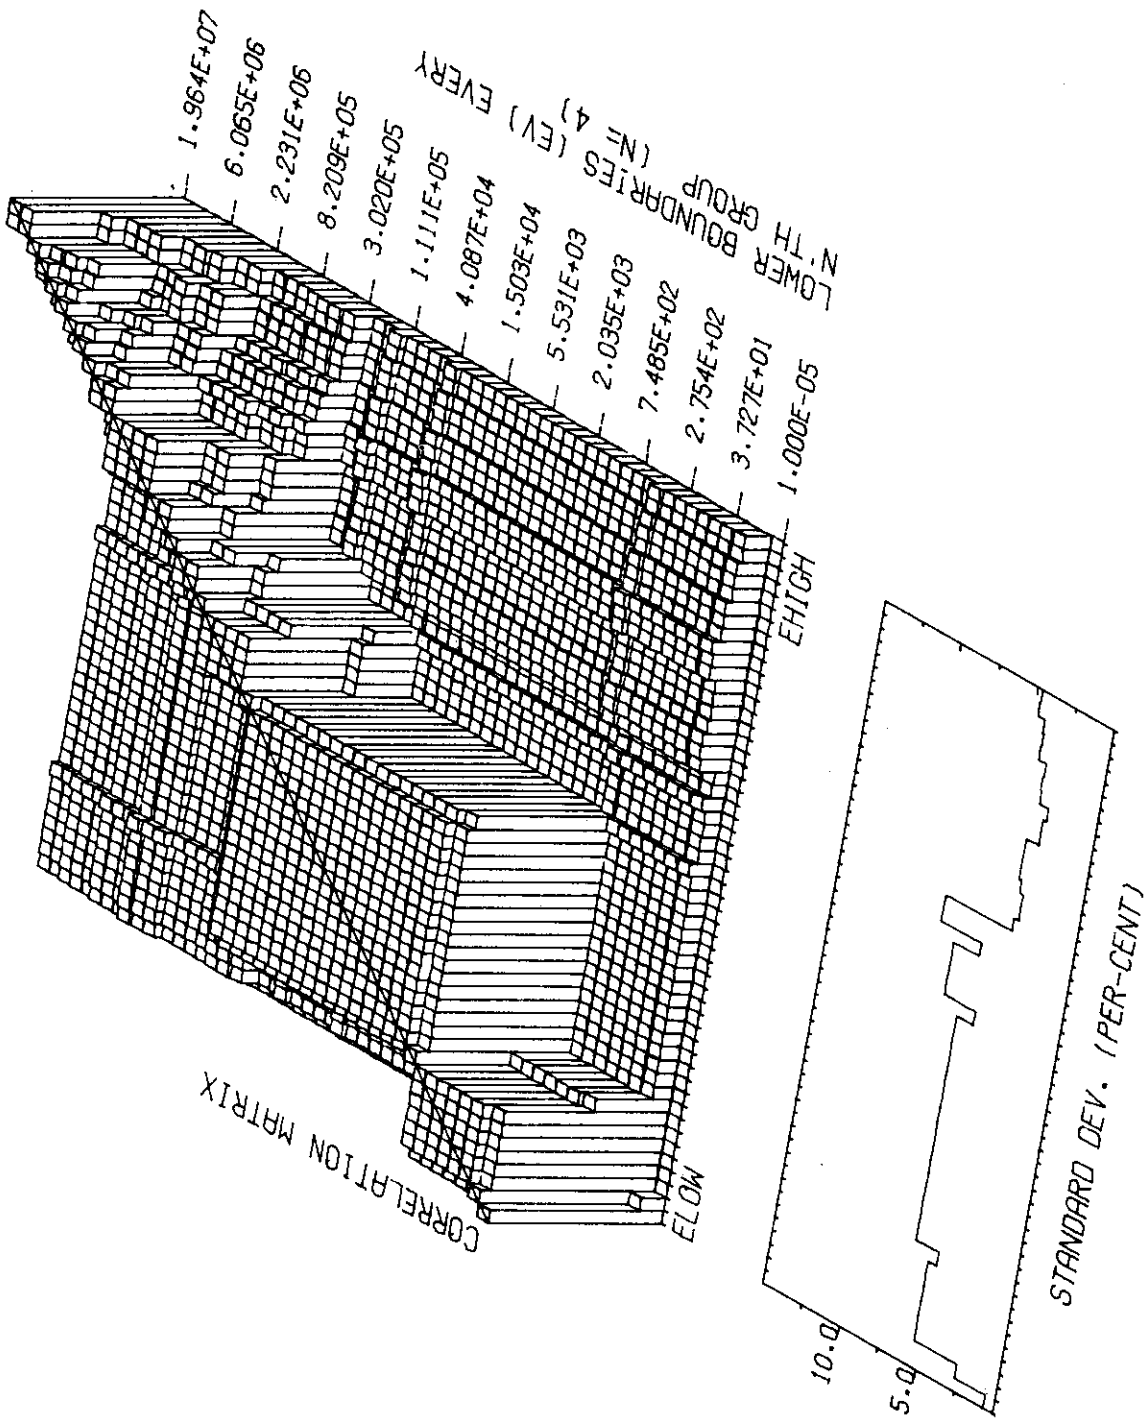 1.964E+07
6.065E+06
2.231E+06
8.209E+05
3.020E+05
1.111E+05
4.087E+04
1.503E+04
5.531E+03
2.035E+03
7.485E+02
2.754E+02
3.727E+01
1.000E-05
LOWER BOUNDARIES (EV) EVERY
N'TH GROUP (N= 4)
EHIGH
ELOW
CORRELATION MATRIX
10.0
5.0
STANDARD DEV. (PER-CENT)